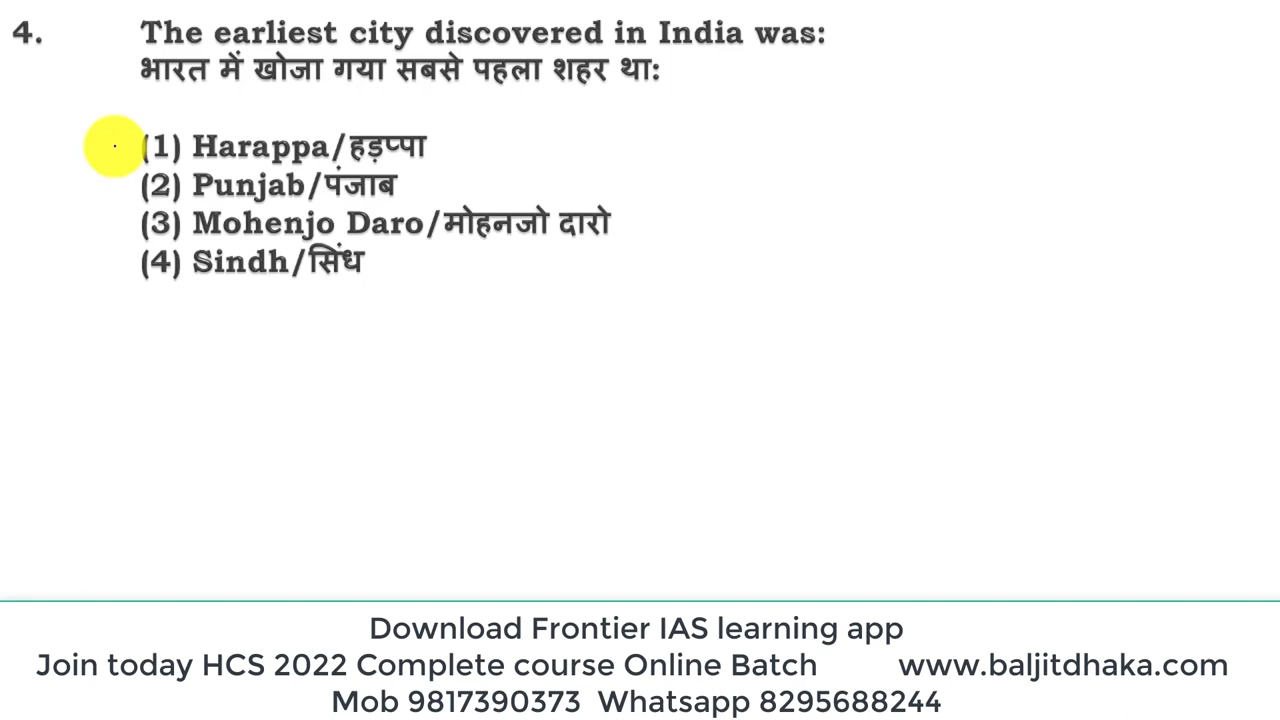 4. The earliest city discovered in India was:
भारत में खोजा गया सबसे पहला शहर था:
(1) Harappa/हड़प्पा
(2) Punjab/पंजाब
(3) Mohenjo Daro/मोहनजो दारो
(4) Sindh/सिंध
Download Frontier IAS learning app
Join today HCS 2022 Complete course Online Batch www.baljitdhaka.com
Mob 9817390373 Whatsapp 8295688244